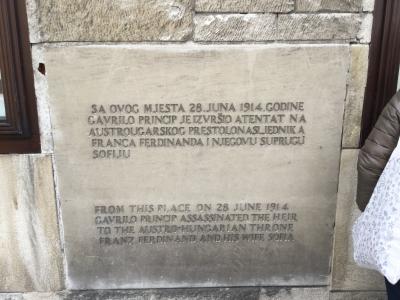 SA OVOG MJESTA 28. JUNA 1914. GODINE
GAVRILO PRINCIP JE IZVRŠIO ATENTAT NA
AUSTROUGARSKOG PRESTOLONASLJEDNIKA
FRANCA FERDINANDA I NJEGOVU SUPRUGU
SOFIJU
FROM THIS PLACE ON 28 JUNE 1914
GAVRILO PRINCIP ASSASSINATED THE HEIR
TO THE AUSTRO-HUNGARIAN THRONE
FRANZ FERDINAND AND HIS WIFE SOFIA